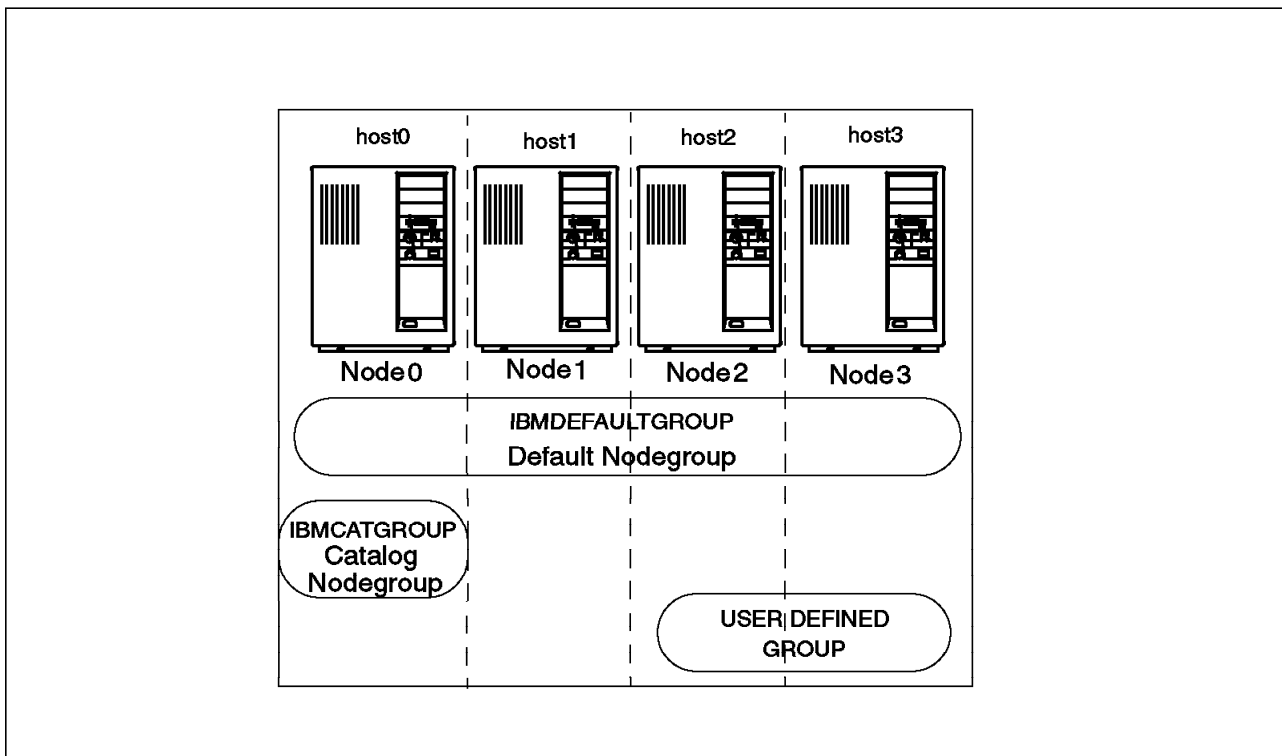 host0
host1
host2
host3
Node0
Node1
Node2
Node3
IBMDEFAULTGROUP
Default Nodegroup
IBMCATGROUP
Catalog
Nodegroup
USER DEFINED
GROUP